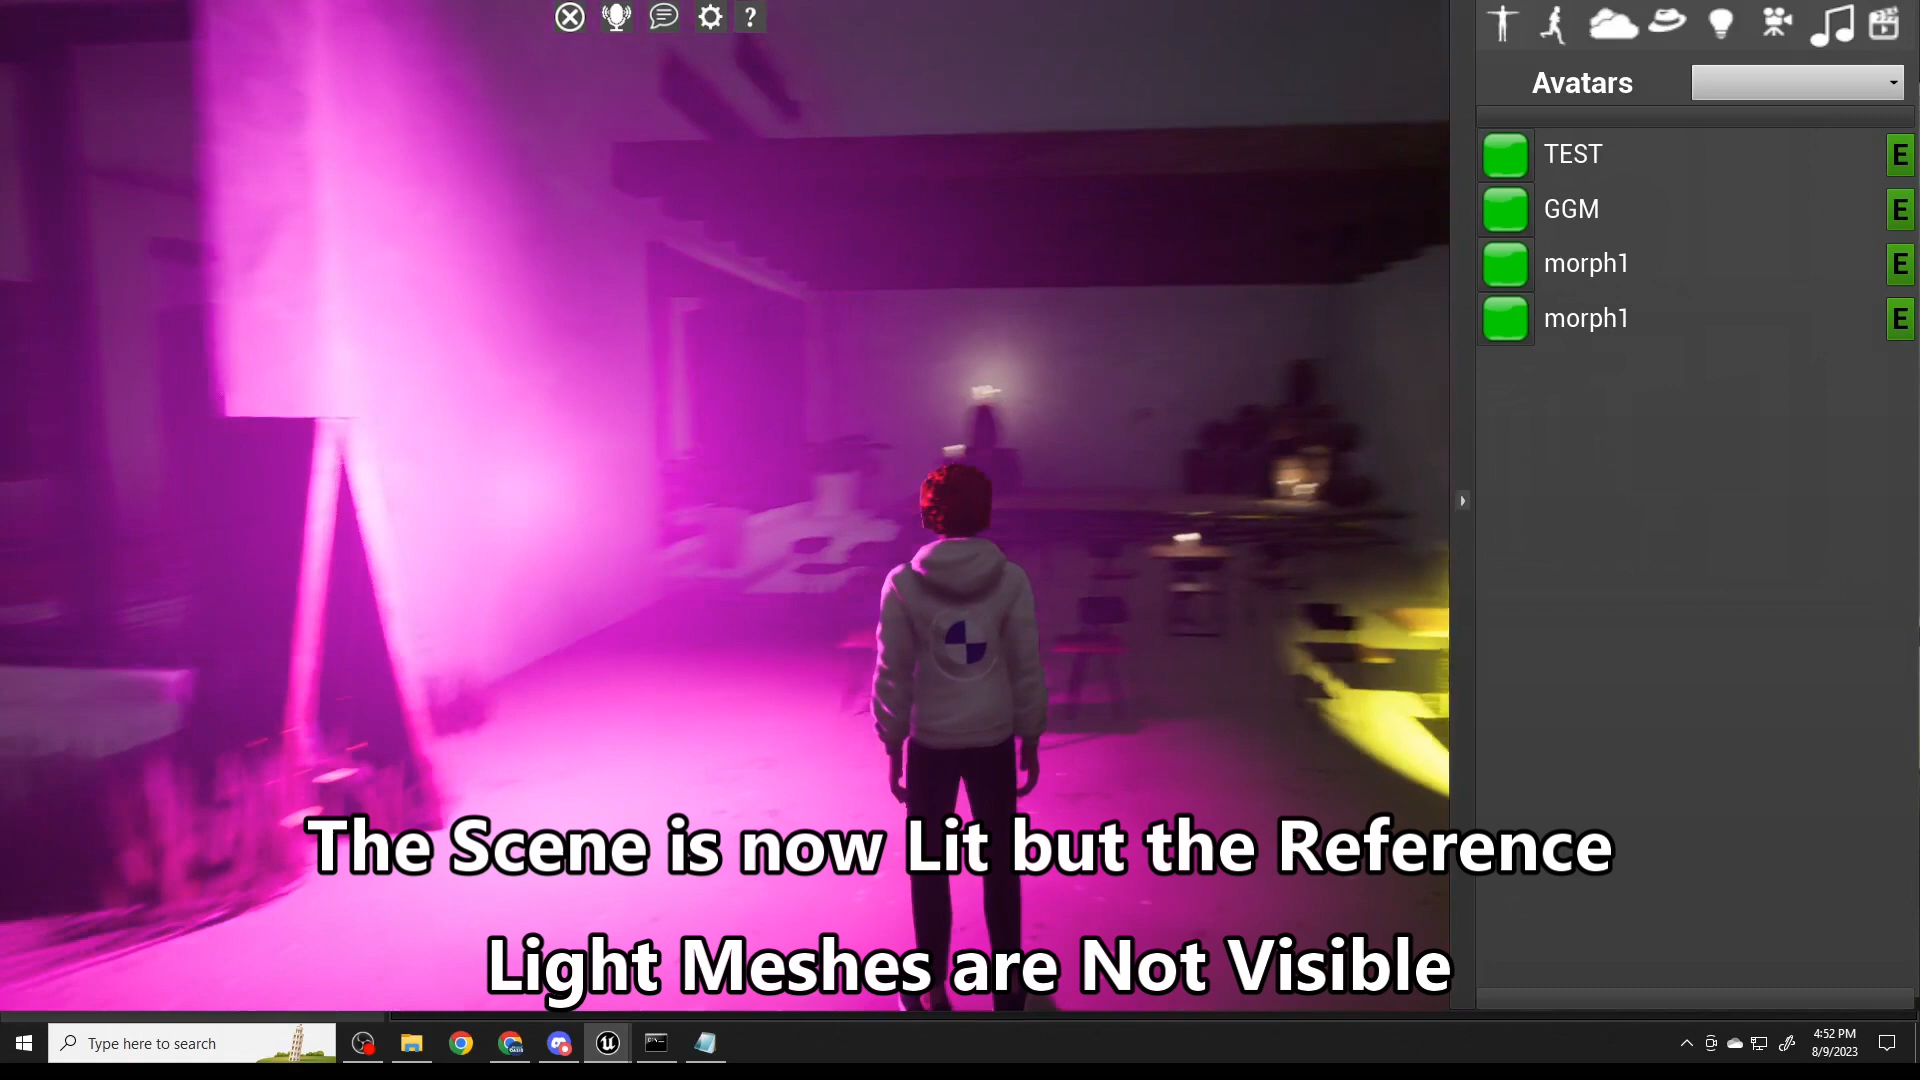 ?
Avatars
TEST
E
GGM
E
morph1
E
morph1
E
The Scene is now Lit but the Reference
Light Meshes are Not Visible
Type here to search
4:52 PM
8/9/2023